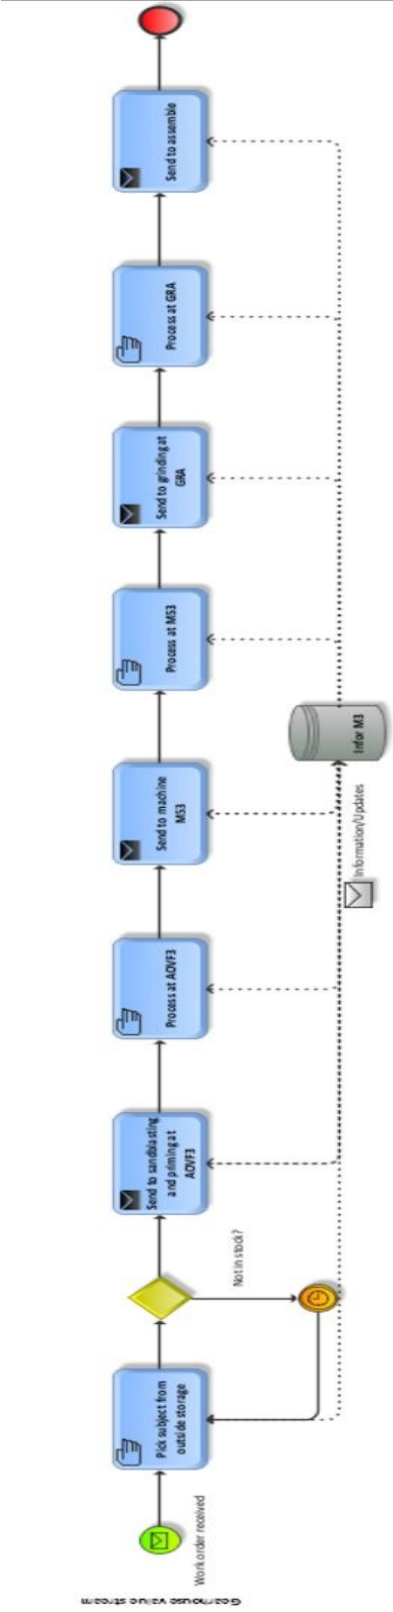 Gearhouse value stream
Work order received
Pick subject from
outside storage
Not in stock?
Send to sandblasting
and priming at
AOVF3
Process at AOVF3
Send to machine
MS3
Process at MS3
Send to grinding at
GRA
Process at GRA
Send to assemble
Information/Updates
Infor M3